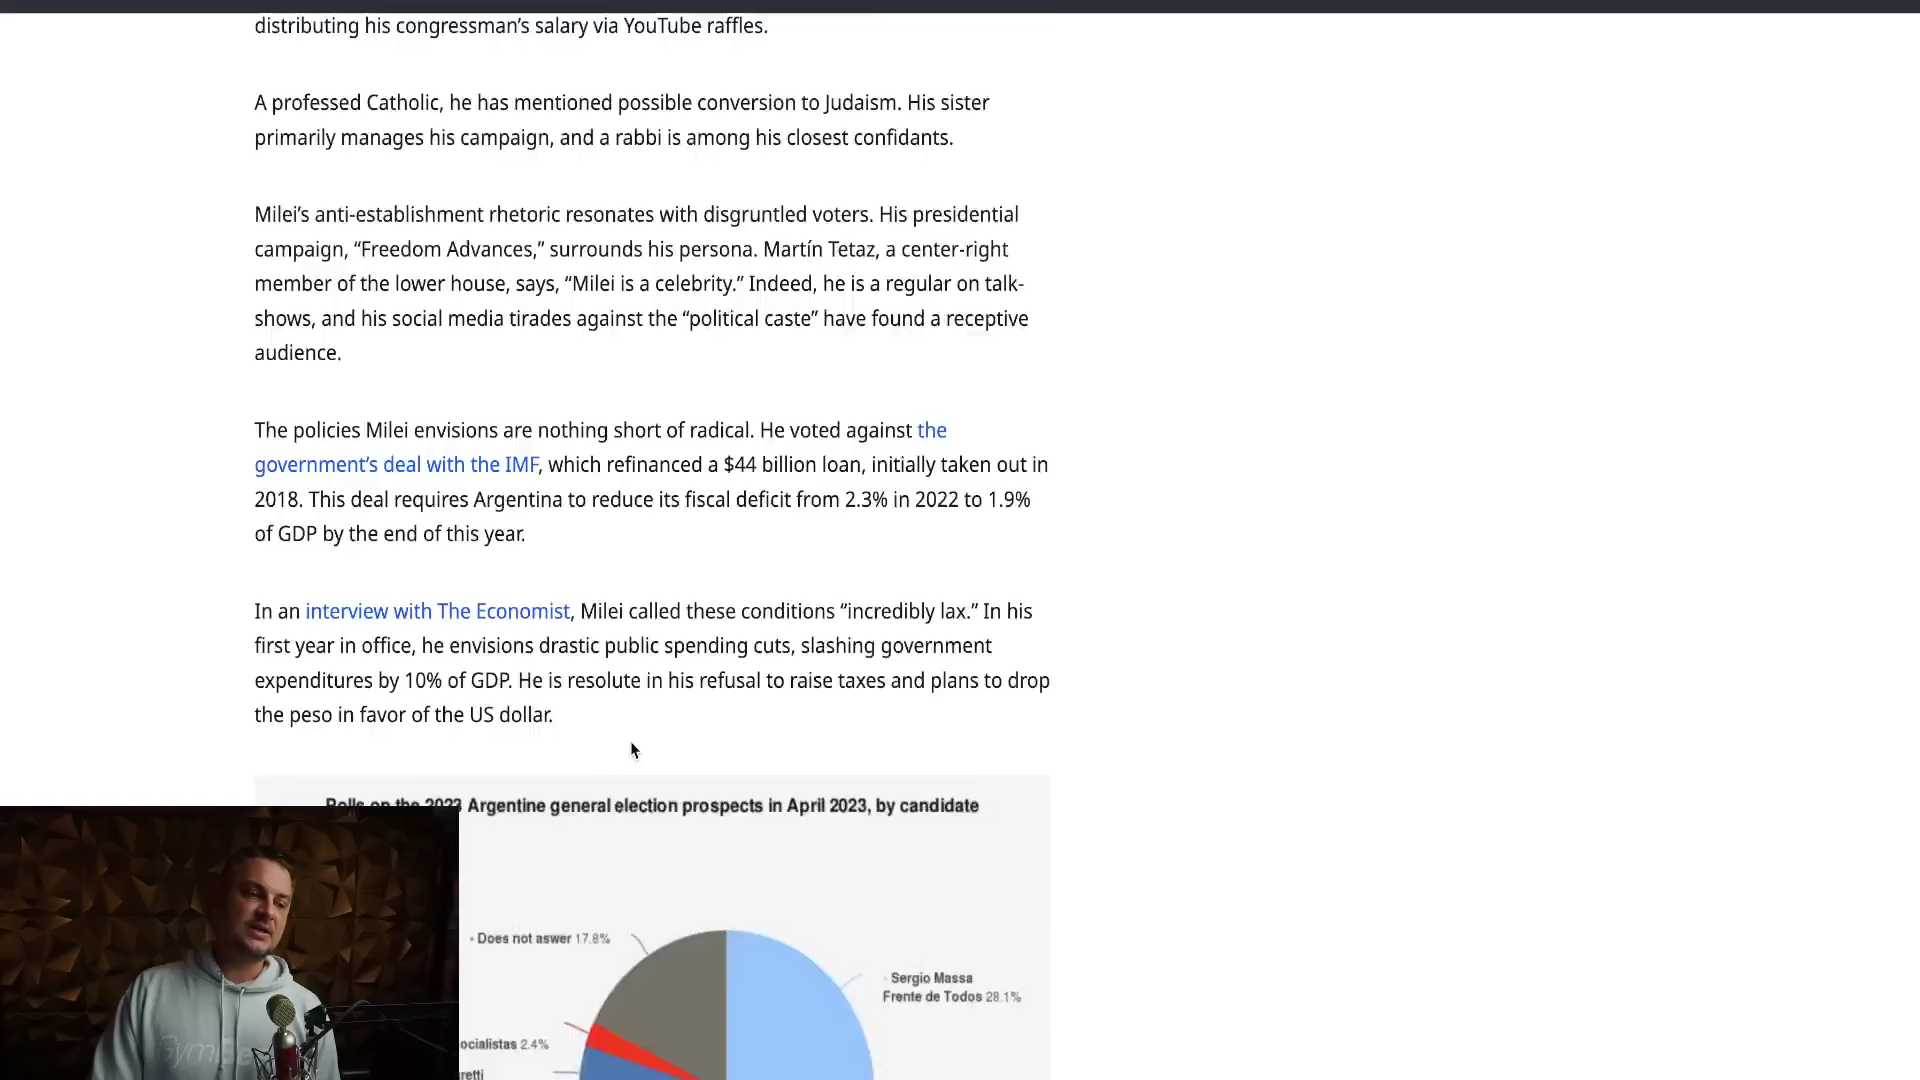 distributing his congressman’s salary via YouTube raffles.
A professed Catholic, he has mentioned possible conversion to Judaism. His sister
primarily manages his campaign, and a rabbi is among his closest confidants.
Milei’s anti-establishment rhetoric resonates with disgruntled voters. His presidential
campaign, “Freedom Advances,” surrounds his persona. Martín Tetaz, a center-right
member of the lower house, says, “Milei is a celebrity.” Indeed, he is a regular on talk-
shows, and his social media tirades against the “political caste” have found a receptive
audience.
The policies Milei envisions are nothing short of radical. He voted against the
government’s deal with the IMF, which refinanced a $44 billion loan, initially taken out in
2018. This deal requires Argentina to reduce its fiscal deficit from 2.3% in 2022 to 1.9%
of GDP by the end of this year.
In an interview with The Economist, Milei called these conditions “incredibly lax.” In his
first year in office, he envisions drastic public spending cuts, slashing government
expenditures by 10% of GDP. He is resolute in his refusal to raise taxes and plans to drop
the peso in favor of the US dollar.
Polls on the 2023 Argentine general election prospects in April 2023, by candidate
Does not aswer 17.8%
Sergio Massa
Frente de Todos 28.1%
ocialistas 2.4%
retti